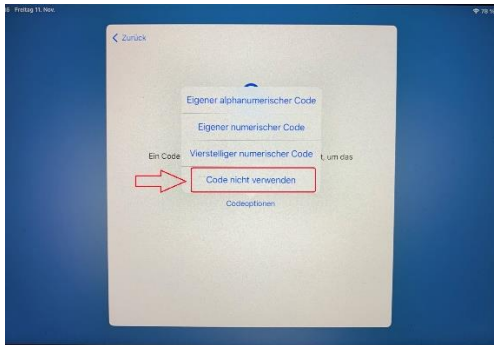 Freitag 11. Nov.
Zurück
Eigener alphanumerischer Code
Eigener numerischer Code
Vierstelliger numerischer Code
Ein Code
t, um das
Code nicht verwenden
Codeoptionen